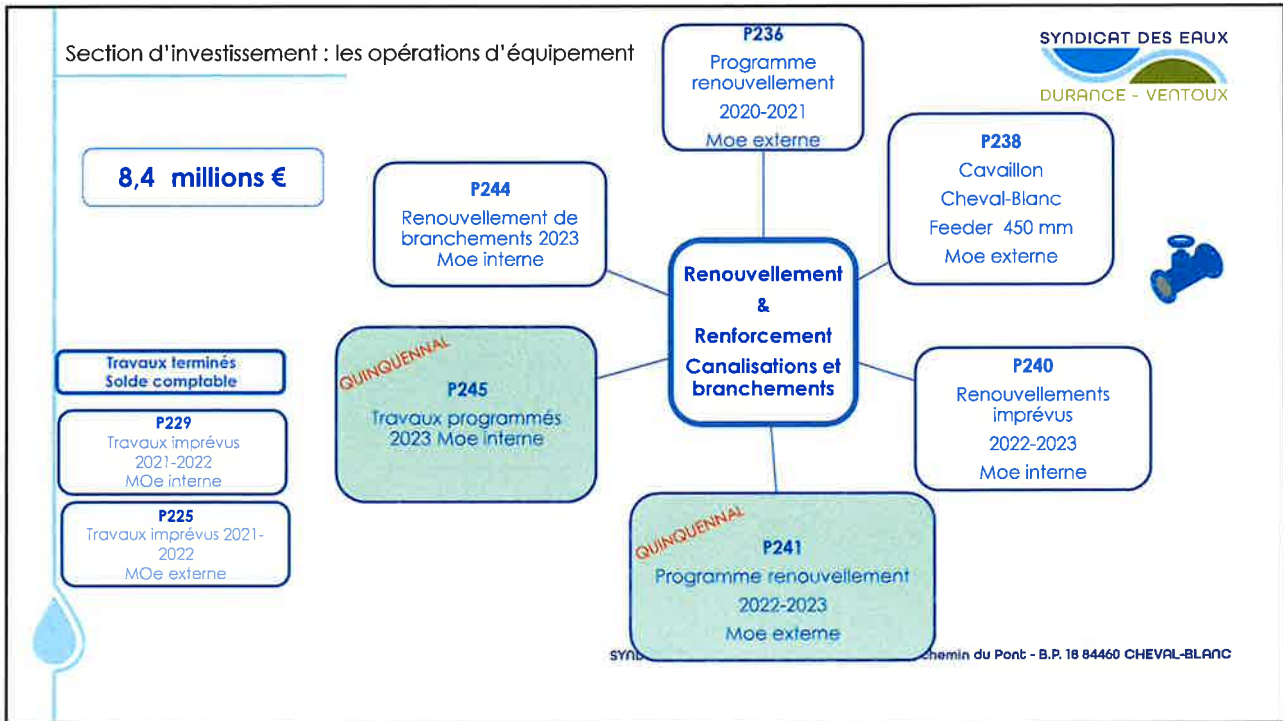 Section d'investissement : les opérations d'équipement
SYNDICAT DES EAUX
DURANCE - VENTOUX
8,4 millions €
P236
Programme
renouvellement
2020-2021
Moe externe
P238
Cavaillon
Cheval-Blanc
Feeder 450 mm
Moe externe
P244
Renouvellement de
branchements 2023
Moe interne
Renouvellement
&
Renforcement
Canalisations et
branchements
Travaux terminés
Solde comptable
P229
Travaux imprévus
2021-2022
MOe interne
P225
Travaux imprévus 2021-
2022
MOe externe
QUINQUENNAL
P245
Travaux programmés
2023 Moe interne
P240
Renouvellements
imprévus
2022-2023
Moe interne
QUINQUENNAL
P241
Programme renouvellement
2022-2023
Moe externe
du Pont - B.P. 18 84460 CHEVAL-BLANC